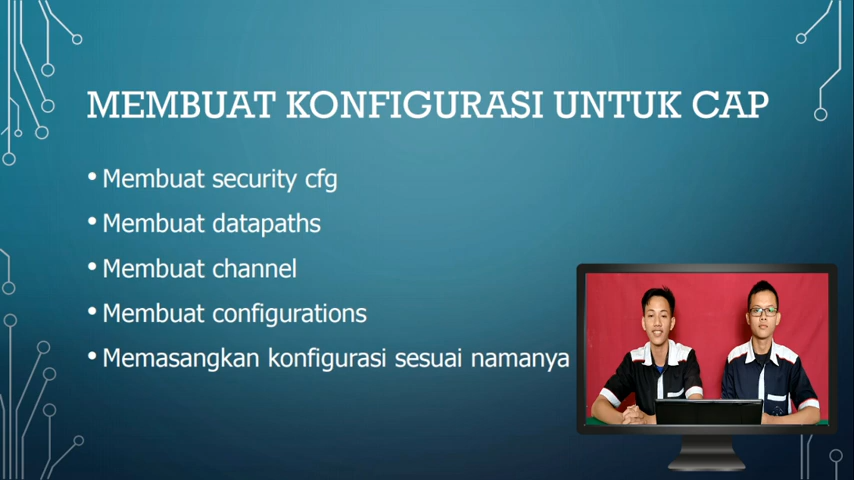 MEMBUAT KONFIGURASI UNTUK CAP
• Membuat security cfg
• Membuat datapaths
• Membuat channel
• Membuat configurations
• Memasangkan konfigurasi sesuai namanya